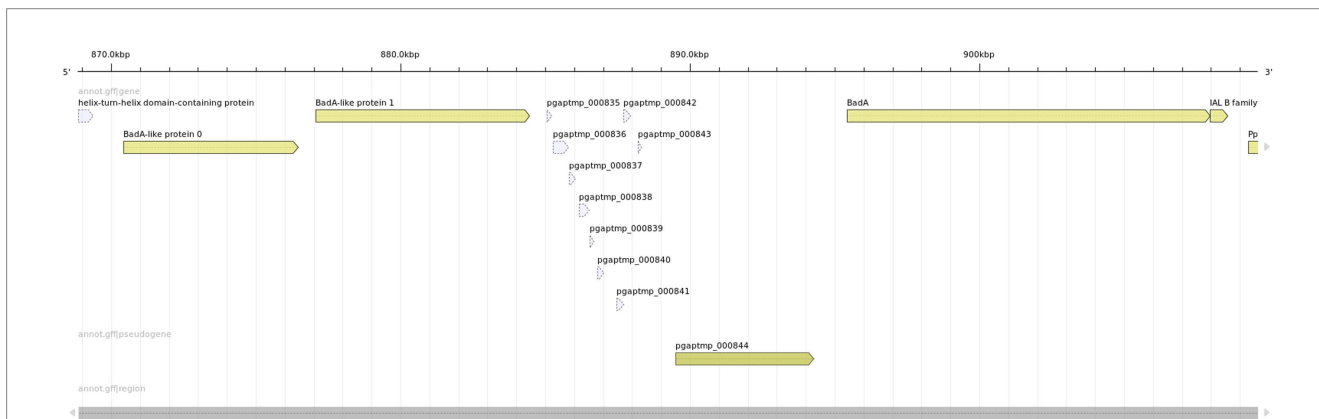 870.0kbp 880.0kbp 890.0kbp 900kbp
5' 3'
annot.gff|gene
helix-turn-helix domain-containing protein BadA-like protein 1 pgaptmp_000835 pgaptmp_000842 BadA IAL B family
BadA-like protein 0 pgaptmp_000836 pgaptmp_000843 Pp
pgaptmp_000837
pgaptmp_000838
pgaptmp_000839
pgaptmp_000840
pgaptmp_000841
annot.gff|pseudogene
pgaptmp_000844
annot.gff|region